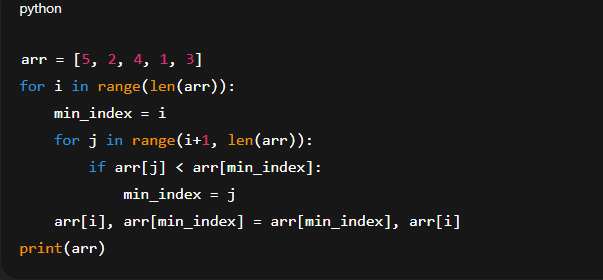 python
arr = [5, 2, 4, 1, 3]
for i in range(len(arr)):
    min_index = i
    for j in range(i+1, len(arr)):
        if arr[j] < arr[min_index]:
            min_index = j
    arr[i], arr[min_index] = arr[min_index], arr[i]
print(arr)